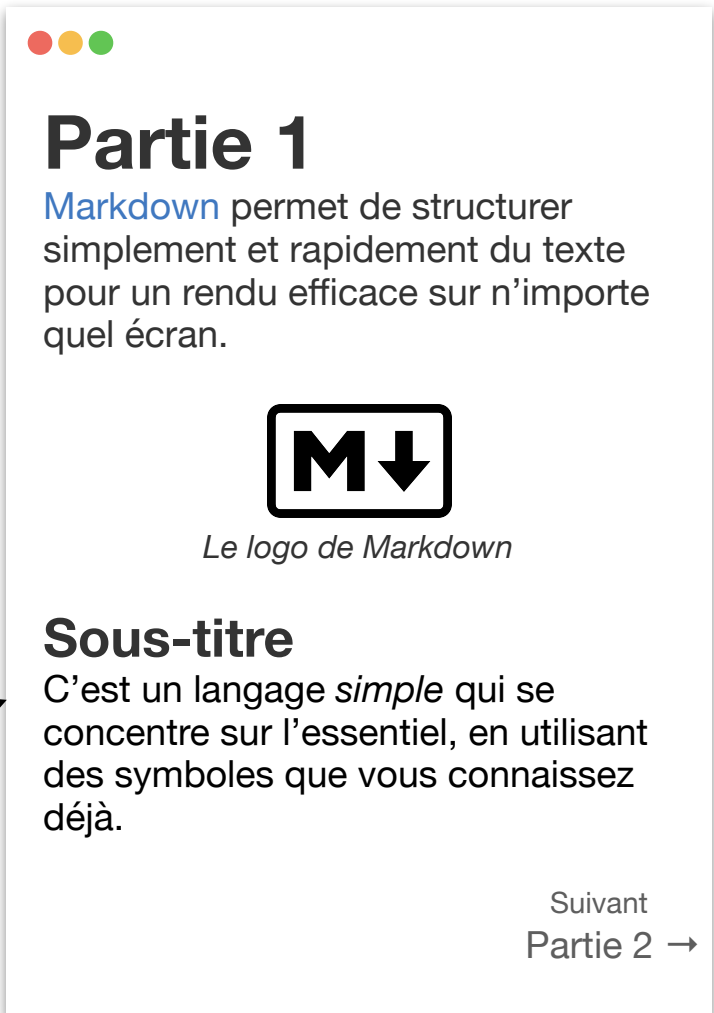 Partie 1
Markdown permet de structurer
simplement et rapidement du texte
pour un rendu efficace sur n’importe
quel écran.
M
Le logo de Markdown
Sous-titre
C’est un langage simple qui se
concentre sur l’essentiel, en utilisant
des symboles que vous connaissez
déjà.
Suivant
Partie 2 →